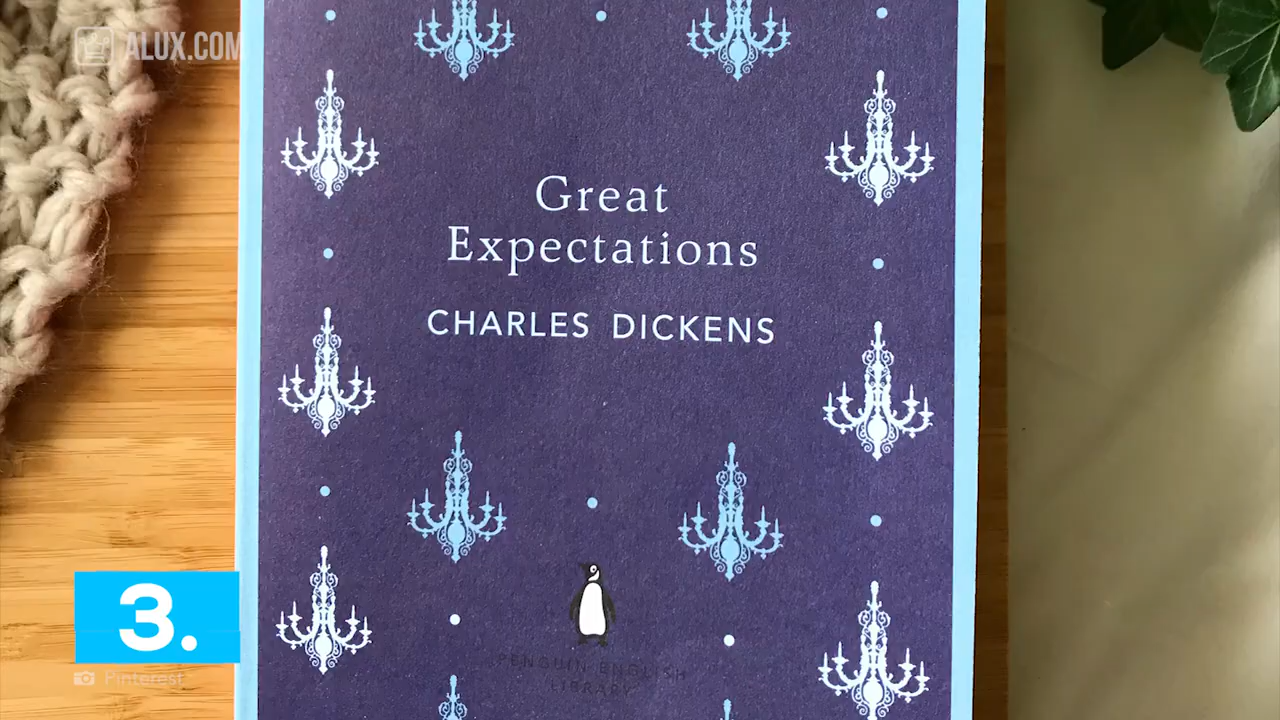 ALUX.COM
Great
Expectations
CHARLES DICKENS
3.
PENGUIN ENGLISH
LIBRARY
Pinterest